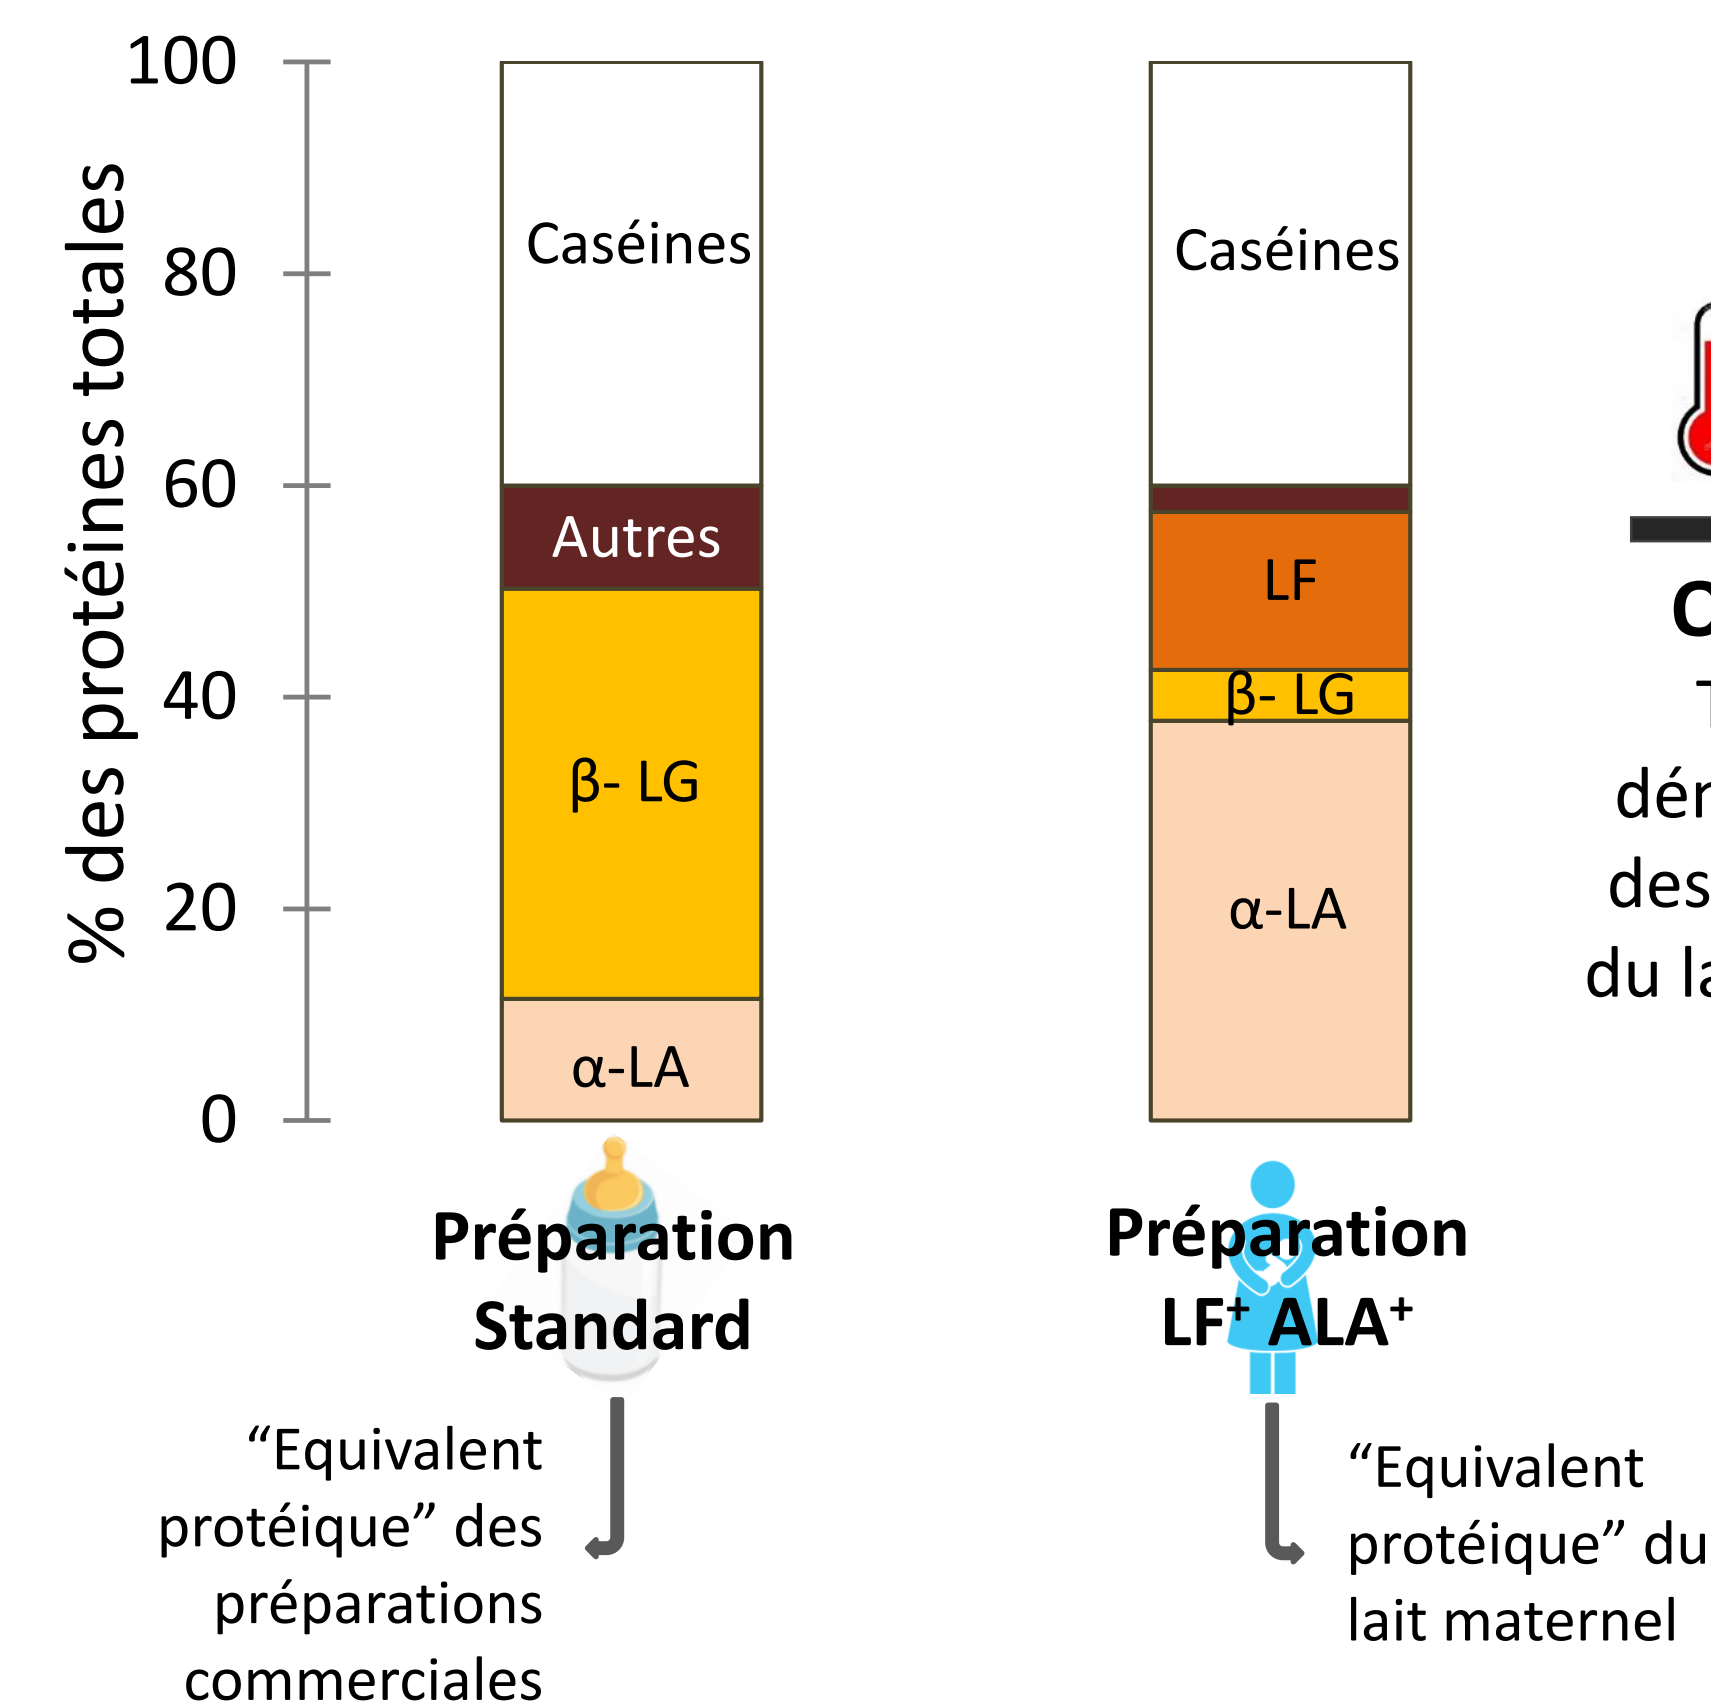 % des protéines totales
100
80
60
40
20
0
Caséines
Autres
β- LG
α-LA
Caséines
LF
β- LG
α-LA
Préparation
Standard
Préparation
LF⁺ ALA⁺
“Equivalent
protéique” des
préparations
commerciales
“Equivalent
protéique” du
lait maternel
des
du